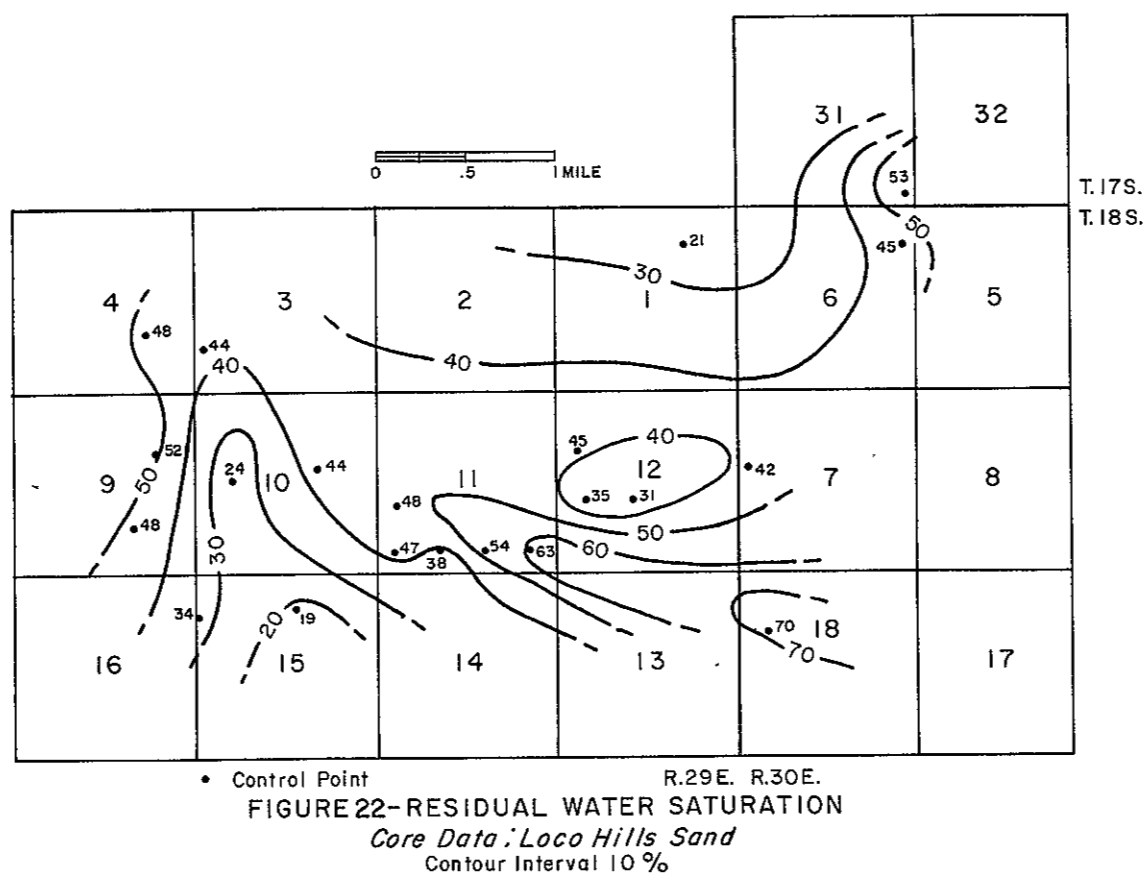 31 32
53
T.17S.
T.18S.
0 .5 1 MILE
21
50
45
30
4 3 2 1 6 5
48
44
40
40
45 40
52
24
44
12
42
9 10 11 7 8
50
35 31
48
48
50
30
47 38 54 63 60
34
20 19
70 18
16 15 14 13 70 17
• Control Point R.29E. R.30E.
FIGURE 22-RESIDUAL WATER SATURATION
Core Data: Loco Hills Sand
Contour Interval 10%